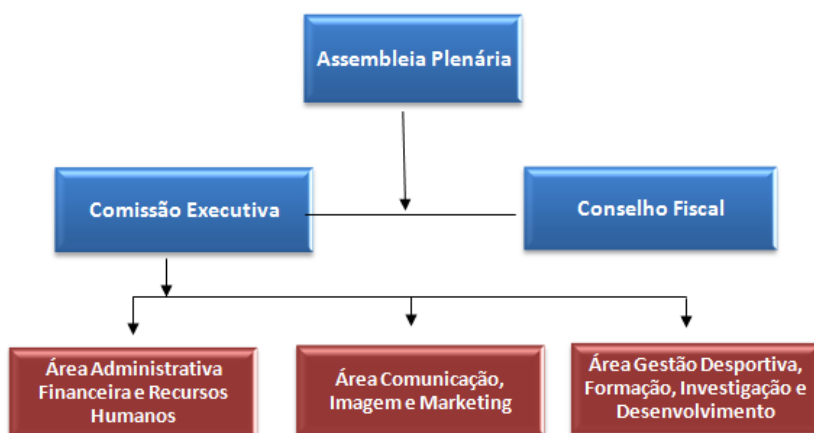 Assembleia Plenária
Comissão Executiva
Conselho Fiscal
Área Administrativa
Financeira e Recursos
Humanos
Área Comunicação,
Imagem e Marketing
Área Gestão Desportiva,
Formação, Investigação e
Desenvolvimento